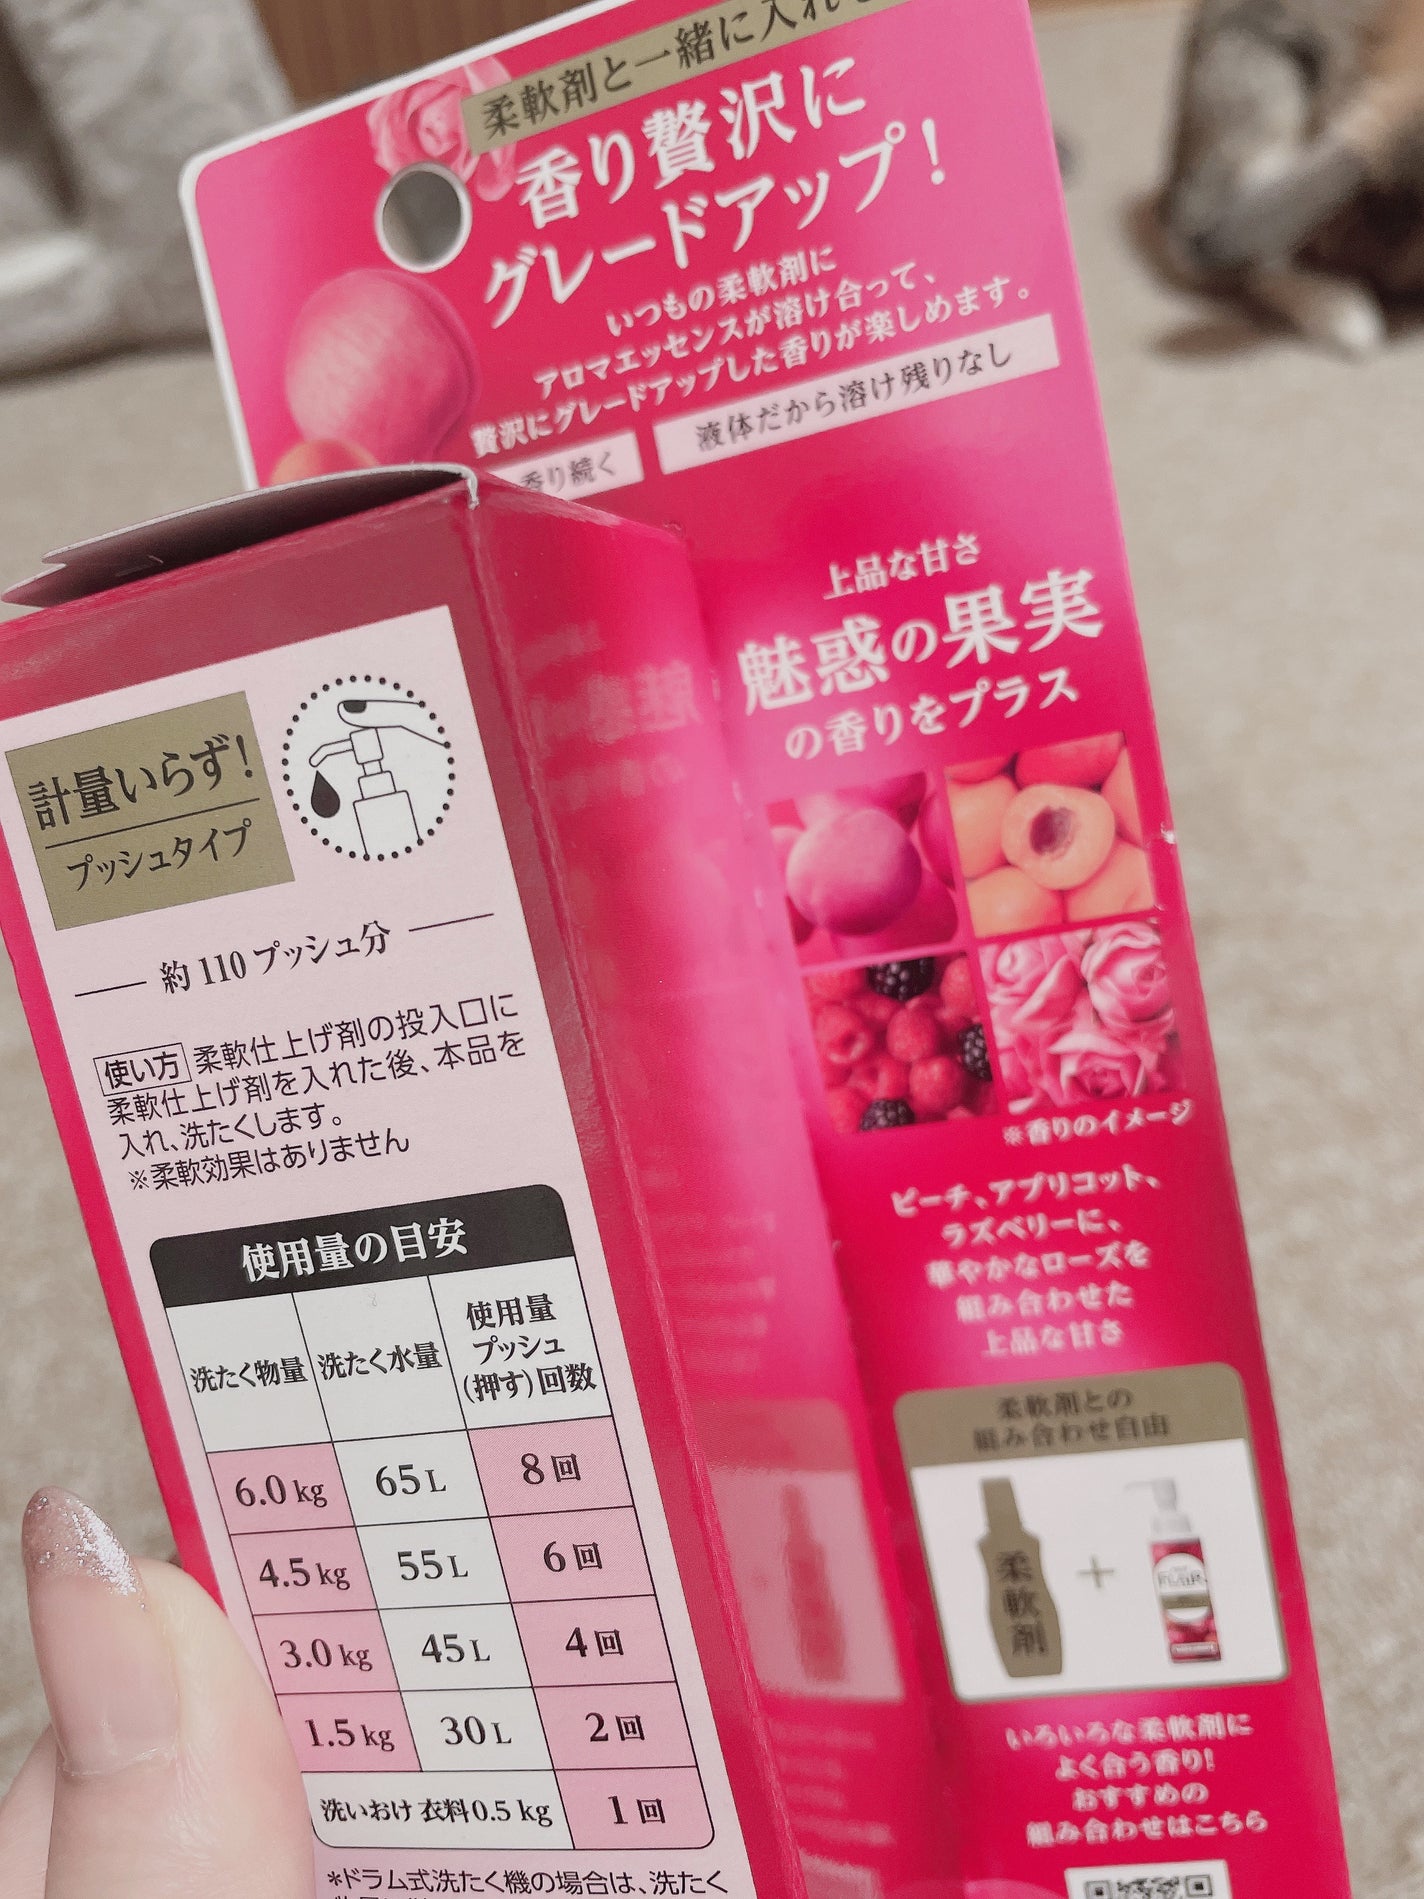 柔軟剤と一緒に入れ
香り贅沢に
グレードアップ!
いつもの柔軟剤に
アロマエッセンスが溶け合って、
贅沢にグレードアップした香りが楽しめます。
香り続く
液体だから溶け残りなし
上品な甘さ
魅惑の果実
の香りをプラス
※香りのイメージ
ピーチ、アプリコット、
ラズベリーに、
華やかなローズを
組み合わせた
上品な甘さ
柔軟剤との
組み合わせ自由
柔軟剤
+
FLAIR
いろいろな柔軟剤に
よく合う香り!
おすすめの
組み合わせはこちら
計量いらず!
プッシュタイプ
約110プッシュ分
使い方 柔軟仕上げ剤の投入口に
柔軟仕上げ剤を入れた後、本品を
入れ、洗たくします。
※柔軟効果はありません
使用量の目安
洗たく物量 洗たく水量 使用量プッシュ(押す)回数
6.0kg 65L 8回
4.5kg 55L 6回
3.0kg 45L 4回
1.5kg 30L 2回
洗いおけ 衣料0.5kg 1回
*ドラム式洗たく機の場合は、洗たく